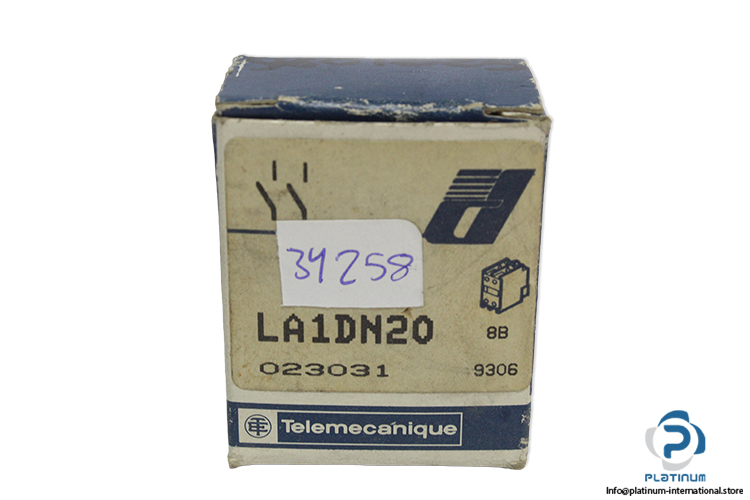 34258
LA1DN20
8B
023031
9306
Telemecanique
PLATINUM
Info@platinum-international.store